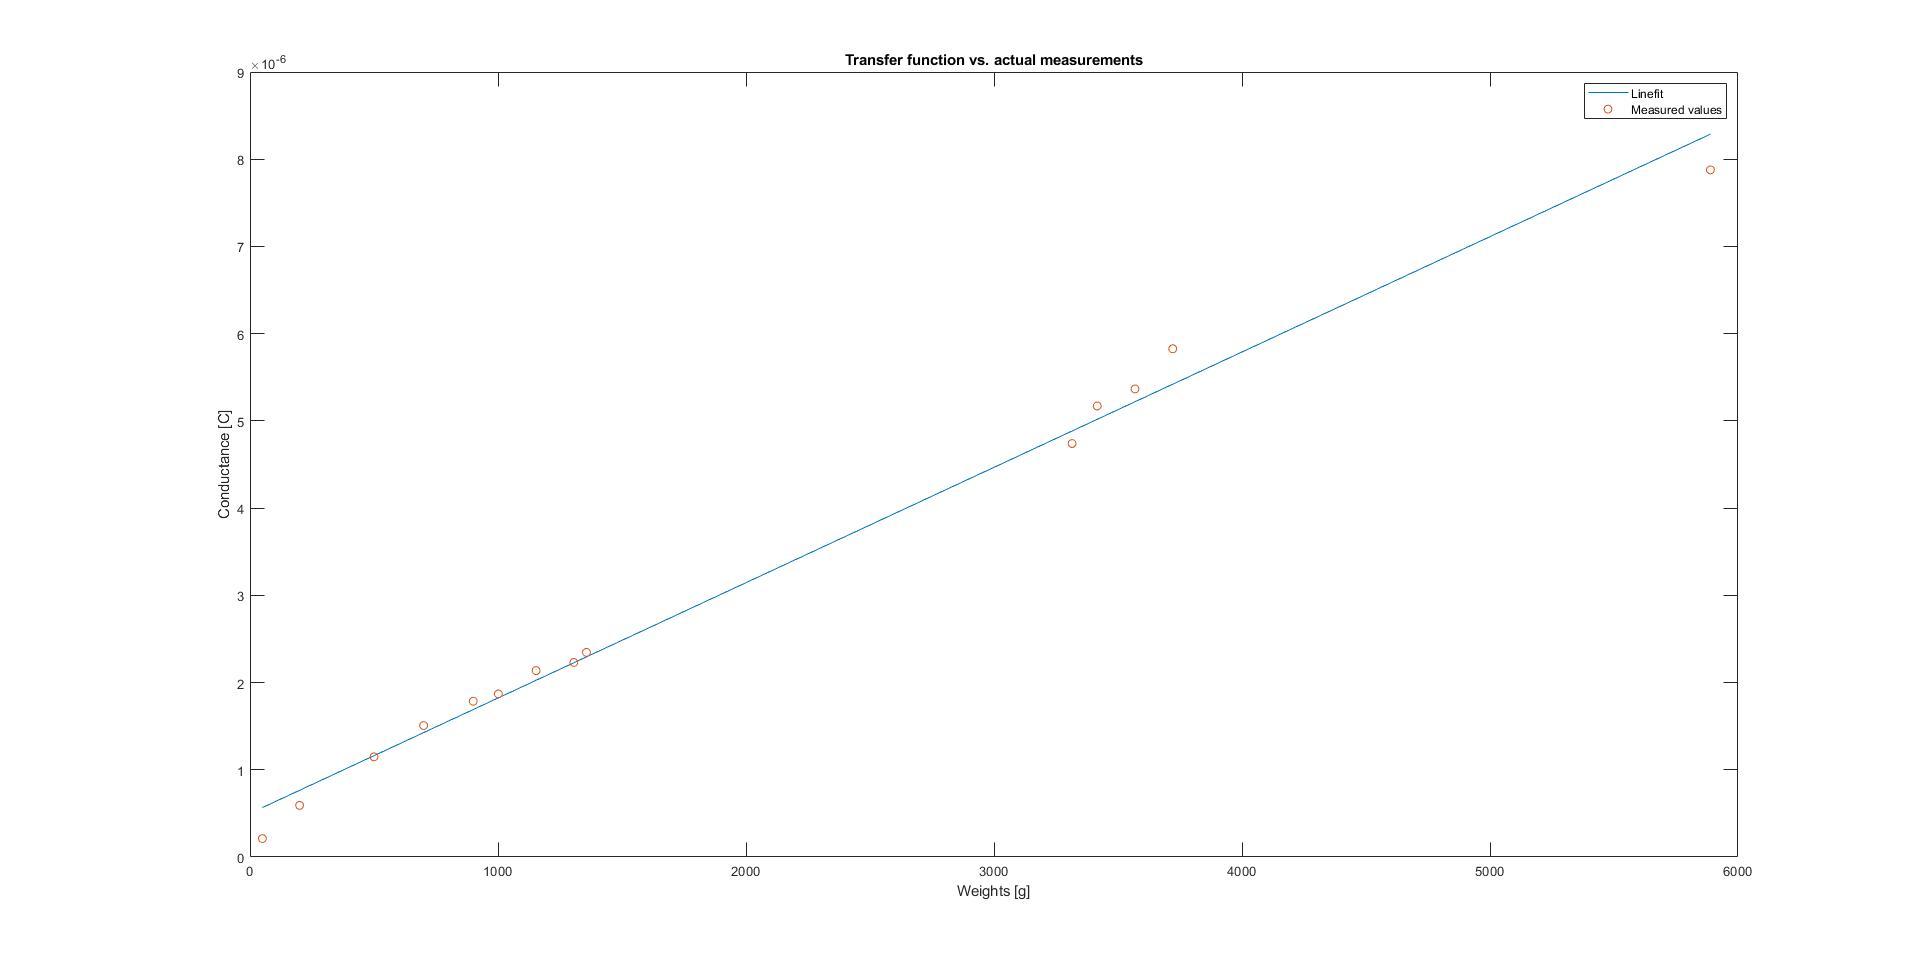 Transfer function vs. actual measurements
×10-6
Linefit
Measured values
9
8
7
6
5
4
3
2
1
0
Conductance [C]
0 1000 2000 3000 4000 5000 6000
Weights [g]